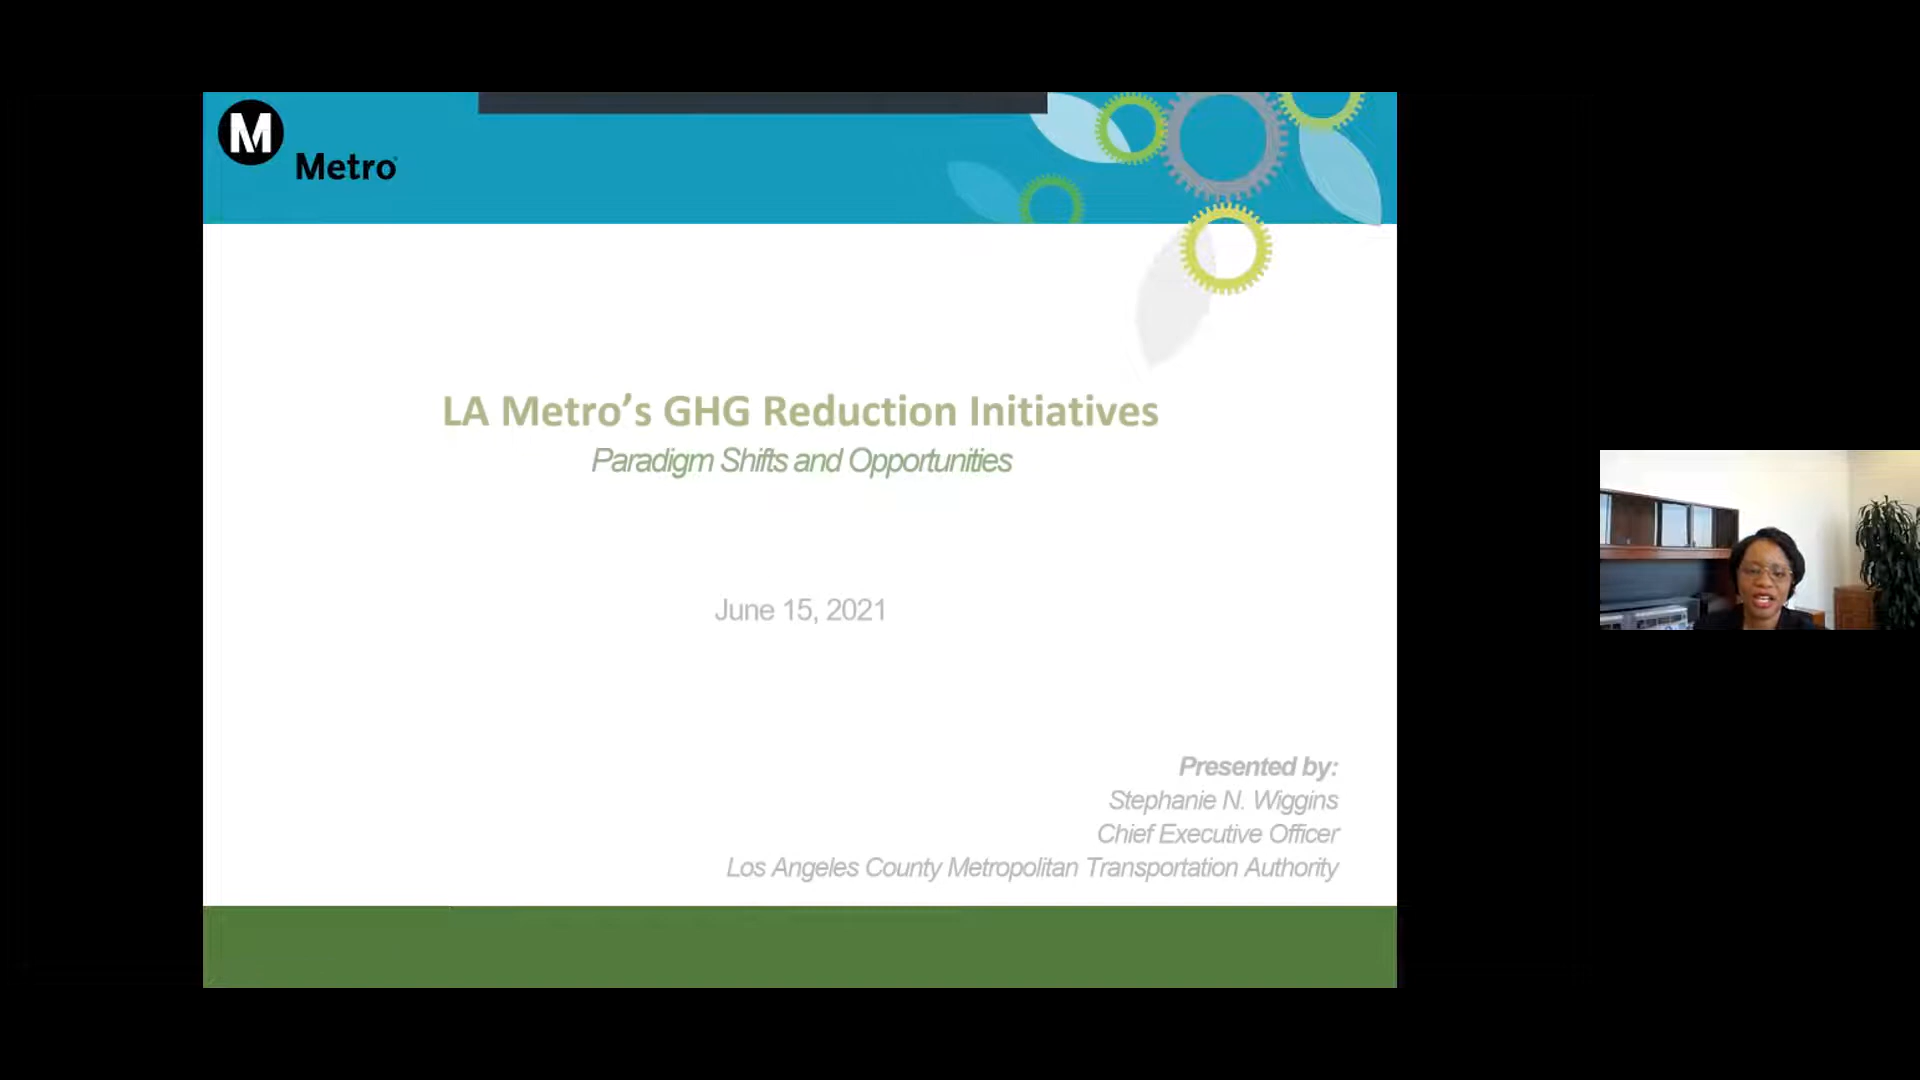 M
Metro
LA Metro’s GHG Reduction Initiatives
Paradigm Shifts and Opportunities
June 15, 2021
Presented by:
Stephanie N. Wiggins
Chief Executive Officer
Los Angeles County Metropolitan Transportation Authority